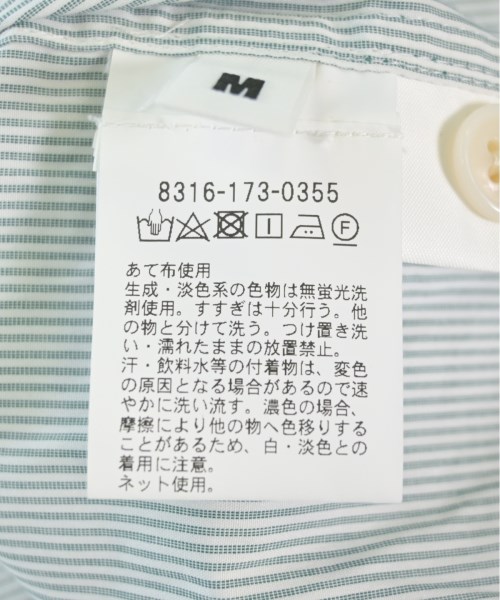 M
8316-173-0355
F
あて布使用
生成・淡色系の色物は無蛍光洗
剤使用。すすぎは十分行う。他
の物と分けて洗う。つけ置き洗
い・濡れたままの放置禁止。
汗・飲料水等の付着物は、変色
の原因となる場合があるので速
やかに洗い流す。濃色の場合、
摩擦により他の物へ色移りする
ことがあるため、白・淡色との
着用に注意。
ネット使用。